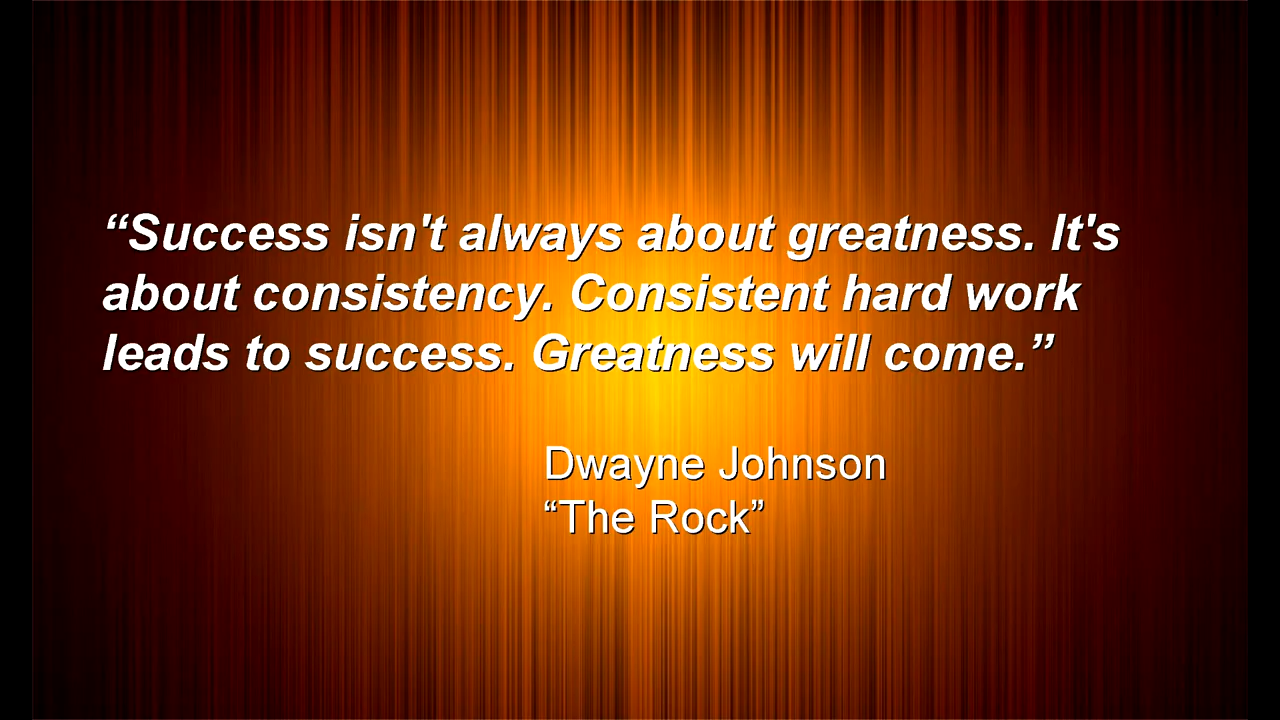 “Success isn't always about greatness. It's
about consistency. Consistent hard work
leads to success. Greatness will come.”
Dwayne Johnson
“The Rock”